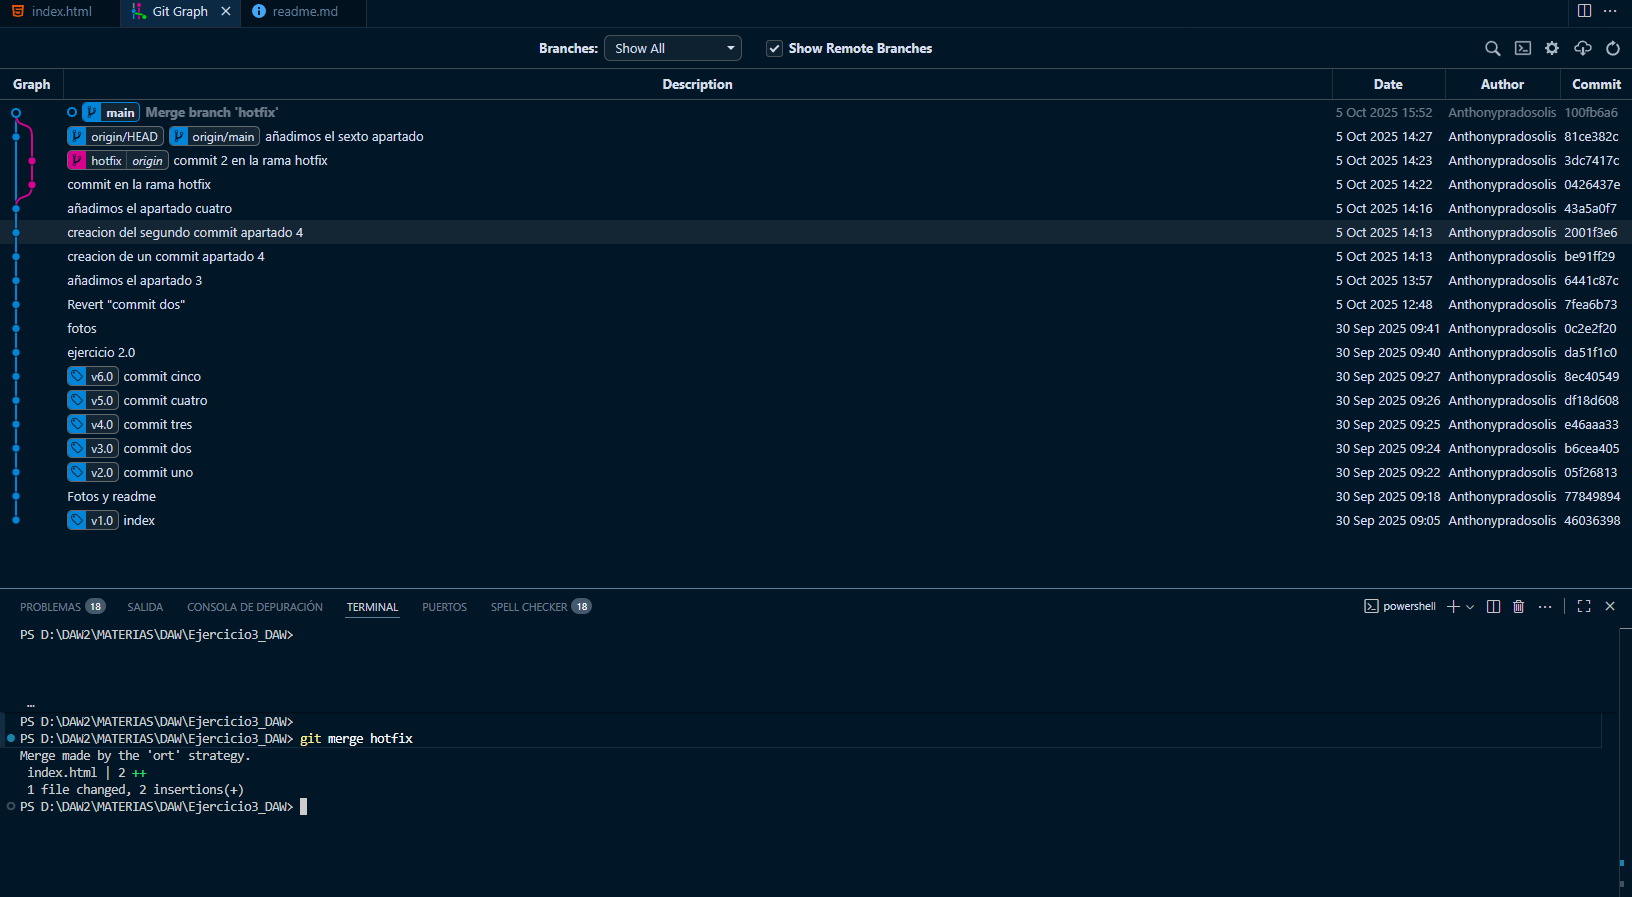 index.html Git Graph readme.md
Branches: Show All Show Remote Branches
Graph Description Date Author Commit
main Merge branch 'hotfix' 5 Oct 2025 15:52 Anthonypradosolis 100fb6a6
origin/HEAD origin/main añadimos el sexto apartado 5 Oct 2025 14:27 Anthonypradosolis 81ce382c
hotfix origin commit 2 en la rama hotfix 5 Oct 2025 14:23 Anthonypradosolis 3dc7417c
commit en la rama hotfix 5 Oct 2025 14:22 Anthonypradosolis 0426437e
añadimos el apartado cuatro 5 Oct 2025 14:16 Anthonypradosolis 43a5a0f7
creacion del segundo commit apartado 4 5 Oct 2025 14:13 Anthonypradosolis 2001f3e6
creacion de un commit apartado 4 5 Oct 2025 14:13 Anthonypradosolis be91ff29
añadimos el apartado 3 5 Oct 2025 13:57 Anthonypradosolis 6441c87c
Revert "commit dos" 5 Oct 2025 12:48 Anthonypradosolis 7fea6b73
fotos 30 Sep 2025 09:41 Anthonypradosolis 0c2e2f20
ejercicio 2.0 30 Sep 2025 09:40 Anthonypradosolis da51f1c0
v6.0 commit cinco 30 Sep 2025 09:27 Anthonypradosolis 8ec40549
v5.0 commit cuatro 30 Sep 2025 09:26 Anthonypradosolis df18d608
v4.0 commit tres 30 Sep 2025 09:25 Anthonypradosolis e46aaa33
v3.0 commit dos 30 Sep 2025 09:24 Anthonypradosolis b6cea405
v2.0 commit uno 30 Sep 2025 09:22 Anthonypradosolis 05f26813
Fotos y readme 30 Sep 2025 09:18 Anthonypradosolis 77849894
v1.0 index 30 Sep 2025 09:05 Anthonypradosolis 46036398
PROBLEMAS 18 SALIDA CONSOLA DE DEPURACIÓN TERMINAL PUERTOS SPELL CHECKER 18 powershell
PS D:\DAW2\MATERIAS\DAW\Ejercicio3_DAW>
…
PS D:\DAW2\MATERIAS\DAW\Ejercicio3_DAW>
PS D:\DAW2\MATERIAS\DAW\Ejercicio3_DAW> git merge hotfix
Merge made by the 'ort' strategy.
index.html | 2 ++
1 file changed, 2 insertions(+)
PS D:\DAW2\MATERIAS\DAW\Ejercicio3_DAW>